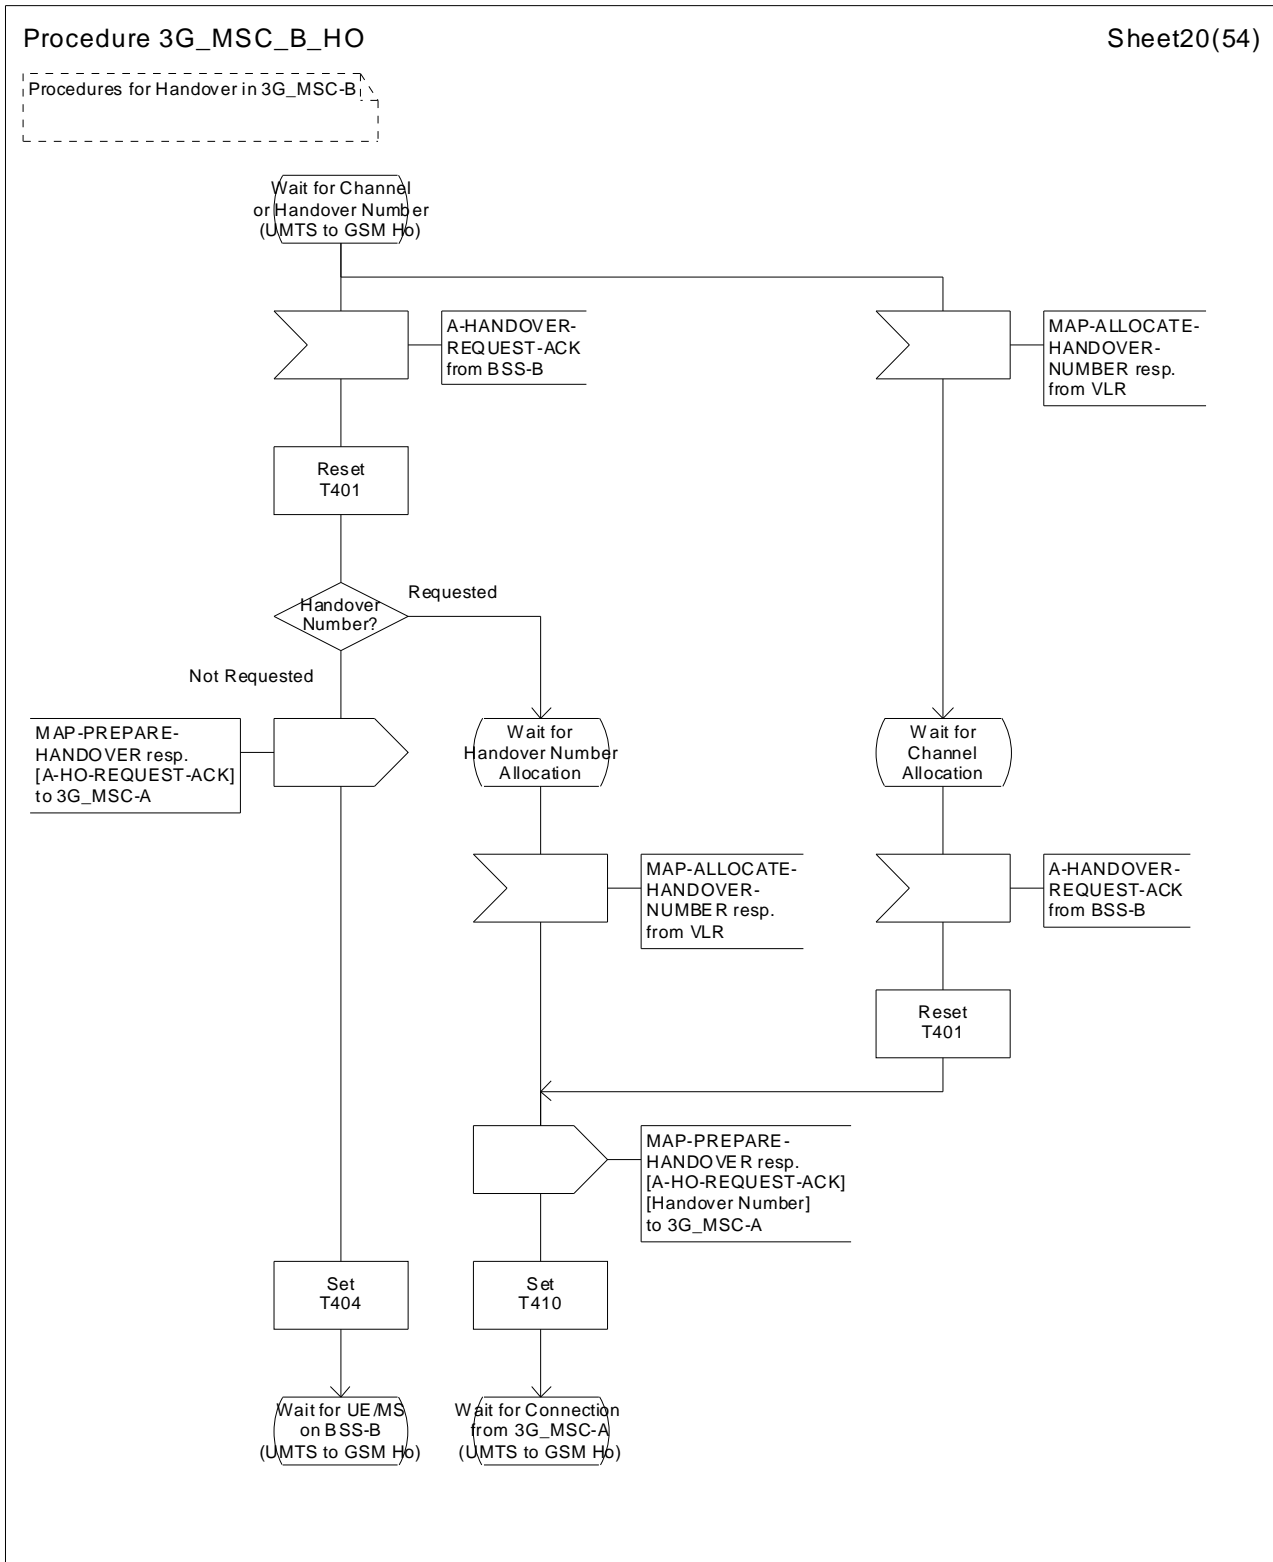 Procedure 3G_MSC_B_HO
Sheet20(54)
Procedures for Handover in 3G_MSC-B
Wait for Channel
or Handover Number
(UMTS to GSM Ho)
A-HANDOVER-
REQUEST-ACK
from BSS-B
MAP-ALLOCATE-
HANDOVER-
NUMBER resp.
from VLR
Reset
T401
Handover
Number?
Requested
Not Requested
MAP-PREPARE-
HANDOVER resp.
[A-HO-REQUEST-ACK]
to 3G_MSC-A
Wait for
Handover Number
Allocation
Wait for
Channel
Allocation
MAP-ALLOCATE-
HANDOVER-
NUMBER resp.
from VLR
A-HANDOVER-
REQUEST-ACK
from BSS-B
Reset
T401
MAP-PREPARE-
HANDOVER resp.
[A-HO-REQUEST-ACK]
[Handover Number]
to 3G_MSC-A
Set
T404
Set
T410
Wait for UE/MS
on BSS-B
(UMTS to GSM Ho)
Wait for Connection
from 3G_MSC-A
(UMTS to GSM Ho)